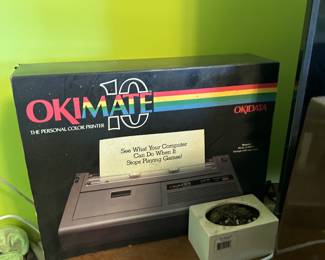 OKIMATE 10
THE PERSONAL COLOR PRINTER
OKIDATA
See What Your Computer
Can Do When It
Stops Playing Games!